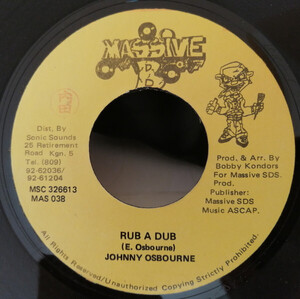 MASSIVE
B
Dist. By
Sonic Sounds
25 Retirement
Road Kgn. 5
Tel. (809)
92-62036/
92-61204
MSC 326613
MAS 03B
Prod. & Arr. By
Bobby Kondors
For Massive SDS.
Prod.
Publisher:
Massive SDS
Music ASCAP.
RUB A DUB
(E. Osbourne)
JOHNNY OSBOURNE
All Rights Reserved/Unauthorized Copying Strictly Prohibited.